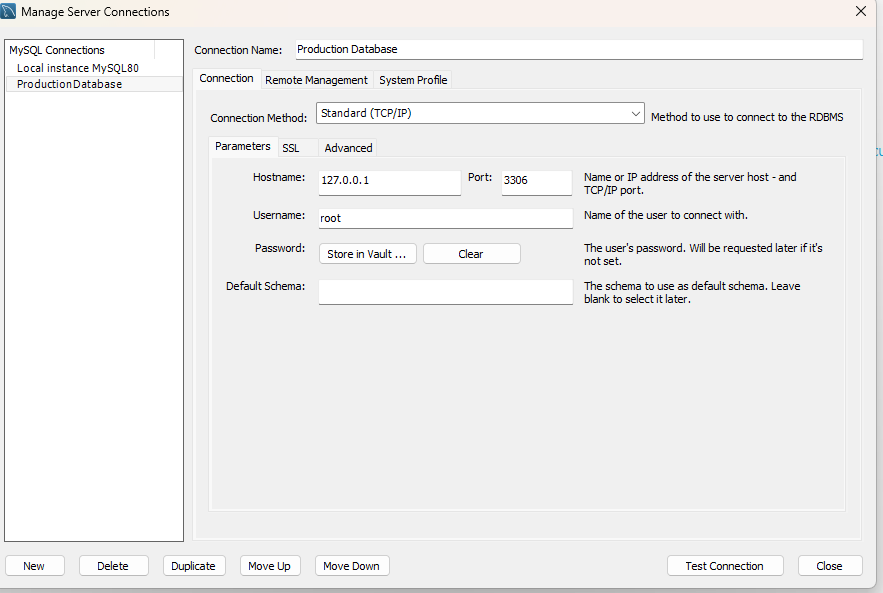 Manage Server Connections
MySQL Connections
Local instance MySQL80
Production Database
Connection Name:
Production Database
Connection
Remote Management
System Profile
Connection Method:
Standard (TCP/IP)
Method to use to connect to the RDBMS
Parameters
SSL
Advanced
Hostname:
127.0.0.1
Port:
3306
Name or IP address of the server host - and
TCP/IP port.
Username:
root
Name of the user to connect with.
Password:
Store in Vault ...
Clear
The user's password. Will be requested later if it's
not set.
Default Schema:
The schema to use as default schema. Leave
blank to select it later.
New
Delete
Duplicate
Move Up
Move Down
Test Connection
Close